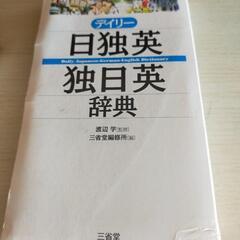 デイリー
日独英
Daily Japanese-German-English Dictionary
独日英
辞典
渡辺 学[監修]
三省堂編修所[編]
三省堂